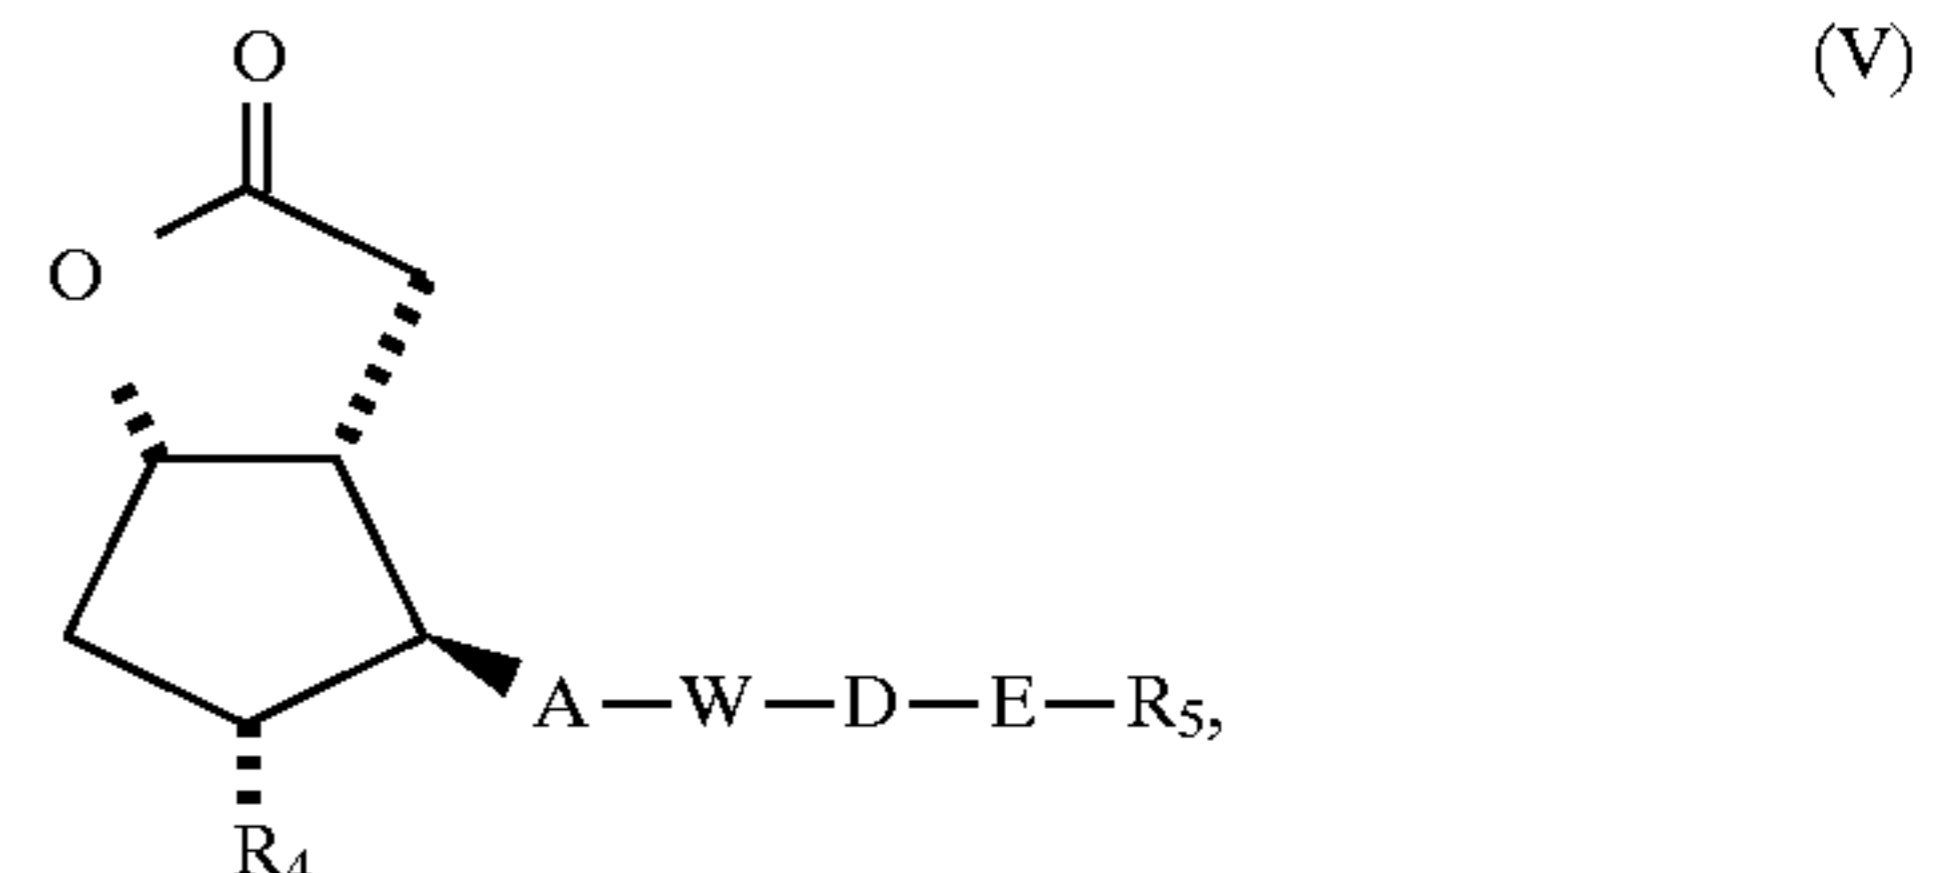 O (V)
O
A—W—D—E—R₅,
R₄